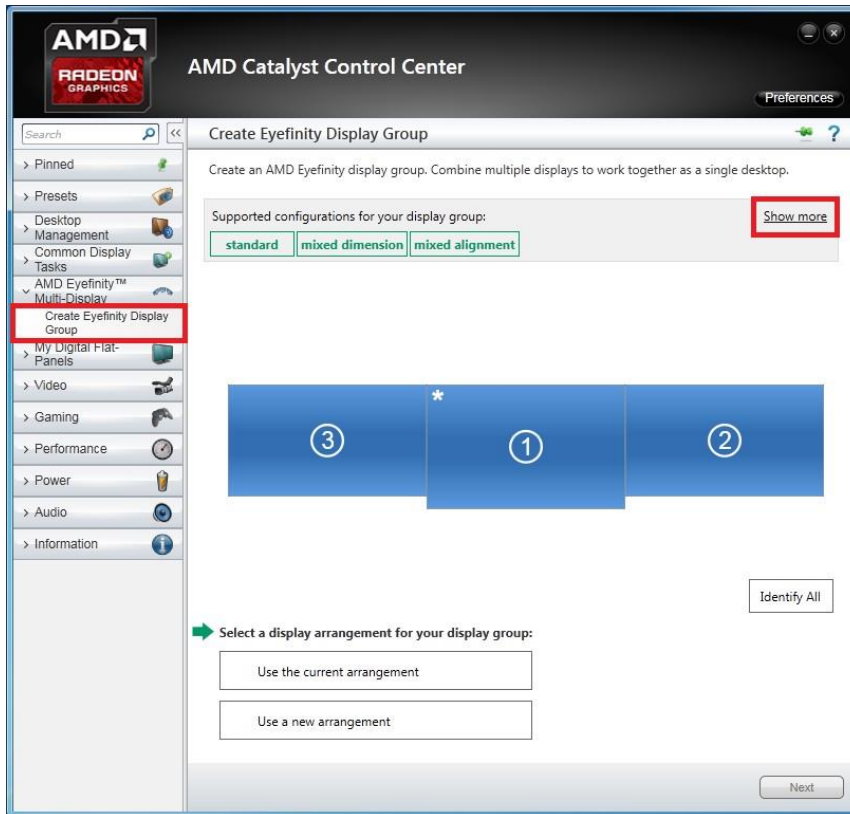 AMD
RADEON
GRAPHICS
AMD Catalyst Control Center
Preferences
Search
<<
Create Eyefinity Display Group
?
> Pinned
> Presets
> Desktop
Management
> Common Display
Tasks
AMD Eyefinity™
Multi-Display
Create Eyefinity Display
Group
> My Digital Flat-
Panels
> Video
> Gaming
> Performance
> Power
> Audio
> Information
Create an AMD Eyefinity display group. Combine multiple displays to work together as a single desktop.
Supported configurations for your display group:
Show more
standard mixed dimension mixed alignment
3
*
1
2
Identify All
Select a display arrangement for your display group:
Use the current arrangement
Use a new arrangement
Next